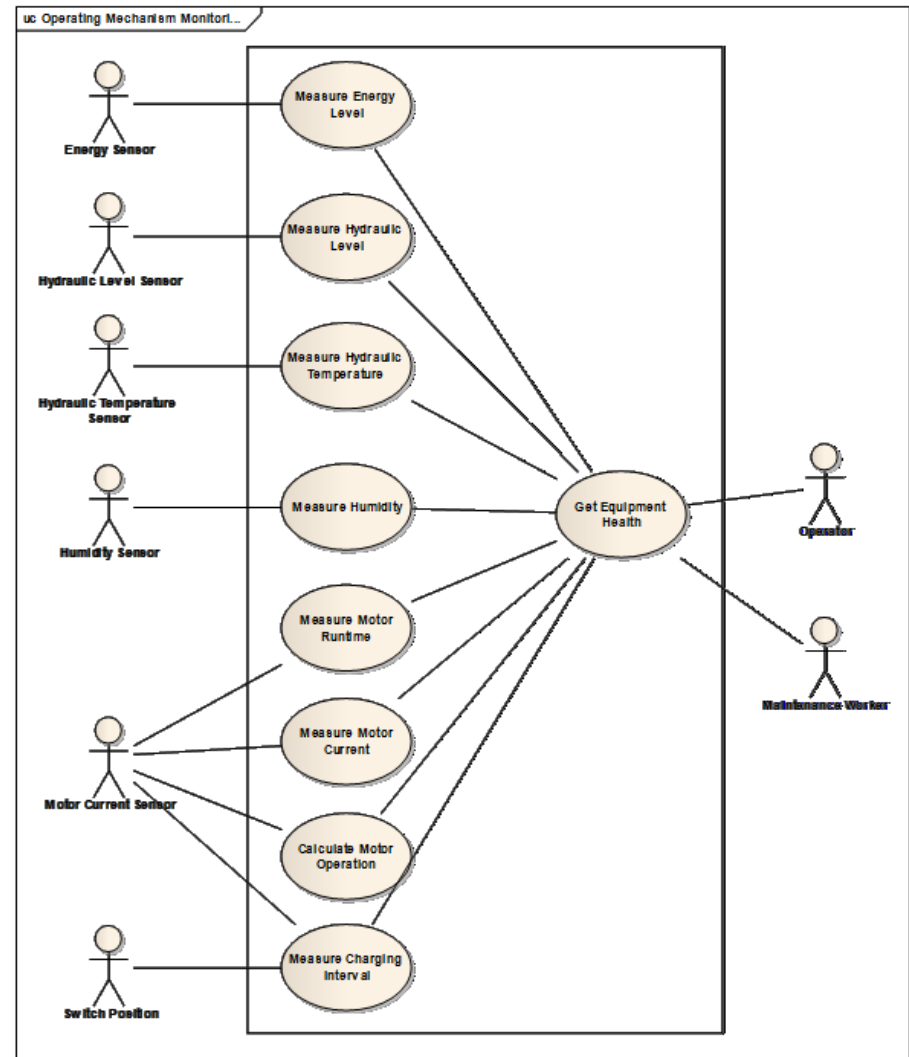 uc Operating Mechanism Monitori...
Energy Sensor
Measure Energy
Level
Hydraulic Level Sensor
Measure Hydraulic
Level
Hydraulic Temperature
Sensor
Measure Hydraulic
Temperature
Humidity Sensor
Measure Humidity
Get Equipment
Health
Operator
Measure Motor
Runtime
Maintenance Worker
Motor Current Sensor
Measure Motor
Current
Calculate Motor
Operation
Switch Position
Measure Charging
Interval